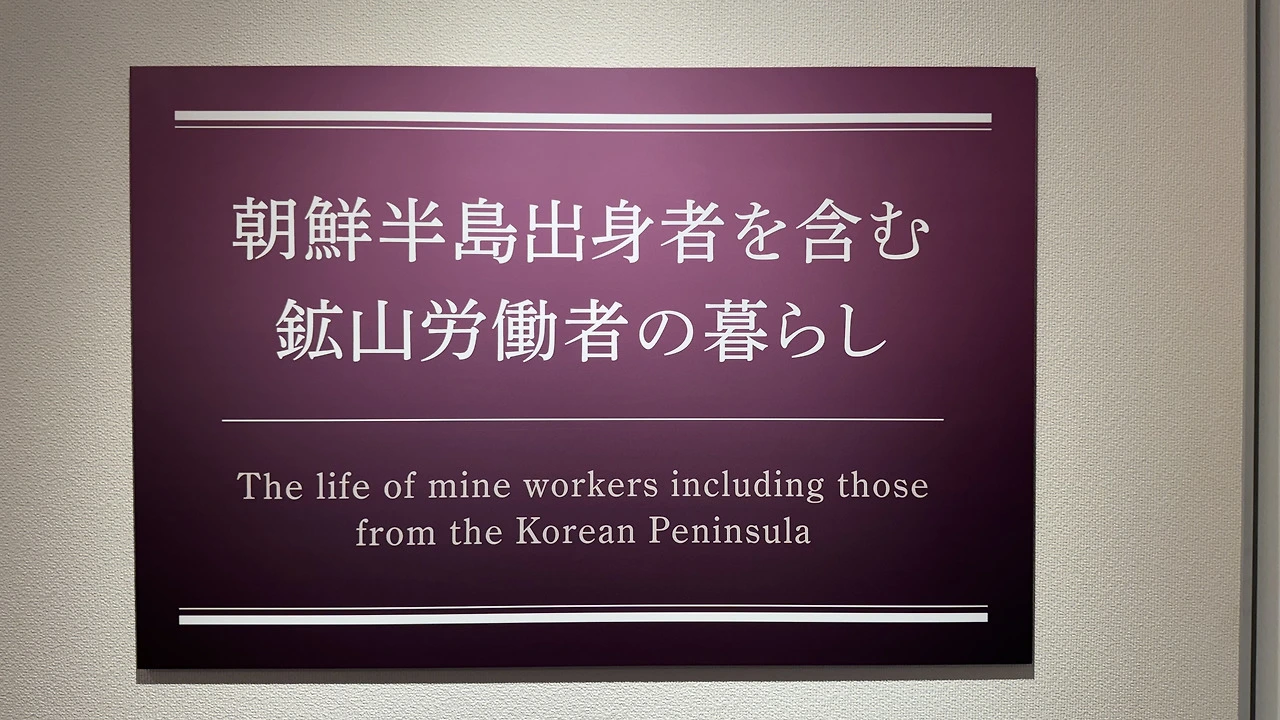 朝鮮半島出身者を含む
鉱山労働者の暮らし
The life of mine workers including those
from the Korean Peninsula